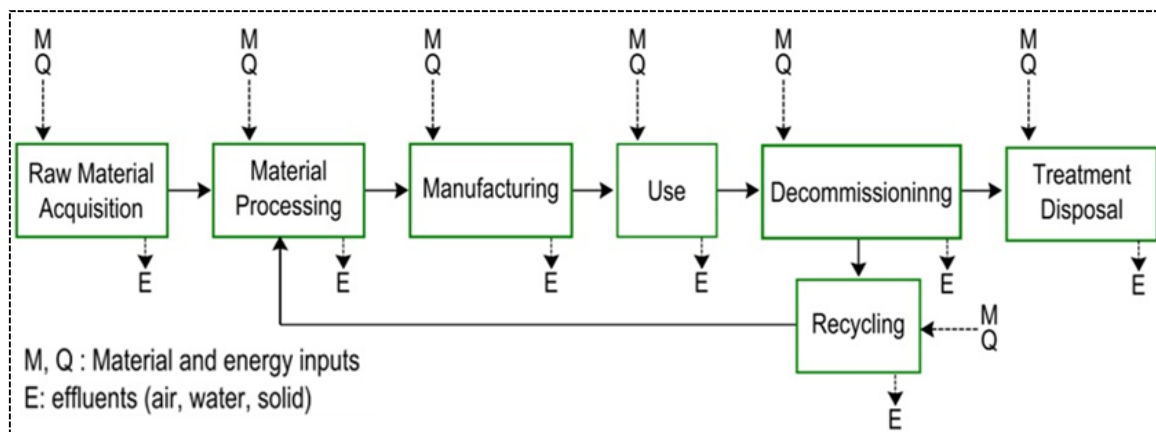 M
Q
M
Q
M
Q
M
Q
M
Q
M
Q
Raw Material
Acquisition
Material
Processing
Manufacturing
Use
Decommissioninng
Treatment
Disposal
E
E
E
E
E
E
Recycling
M
Q
E
M, Q : Material and energy inputs
E: effluents (air, water, solid)